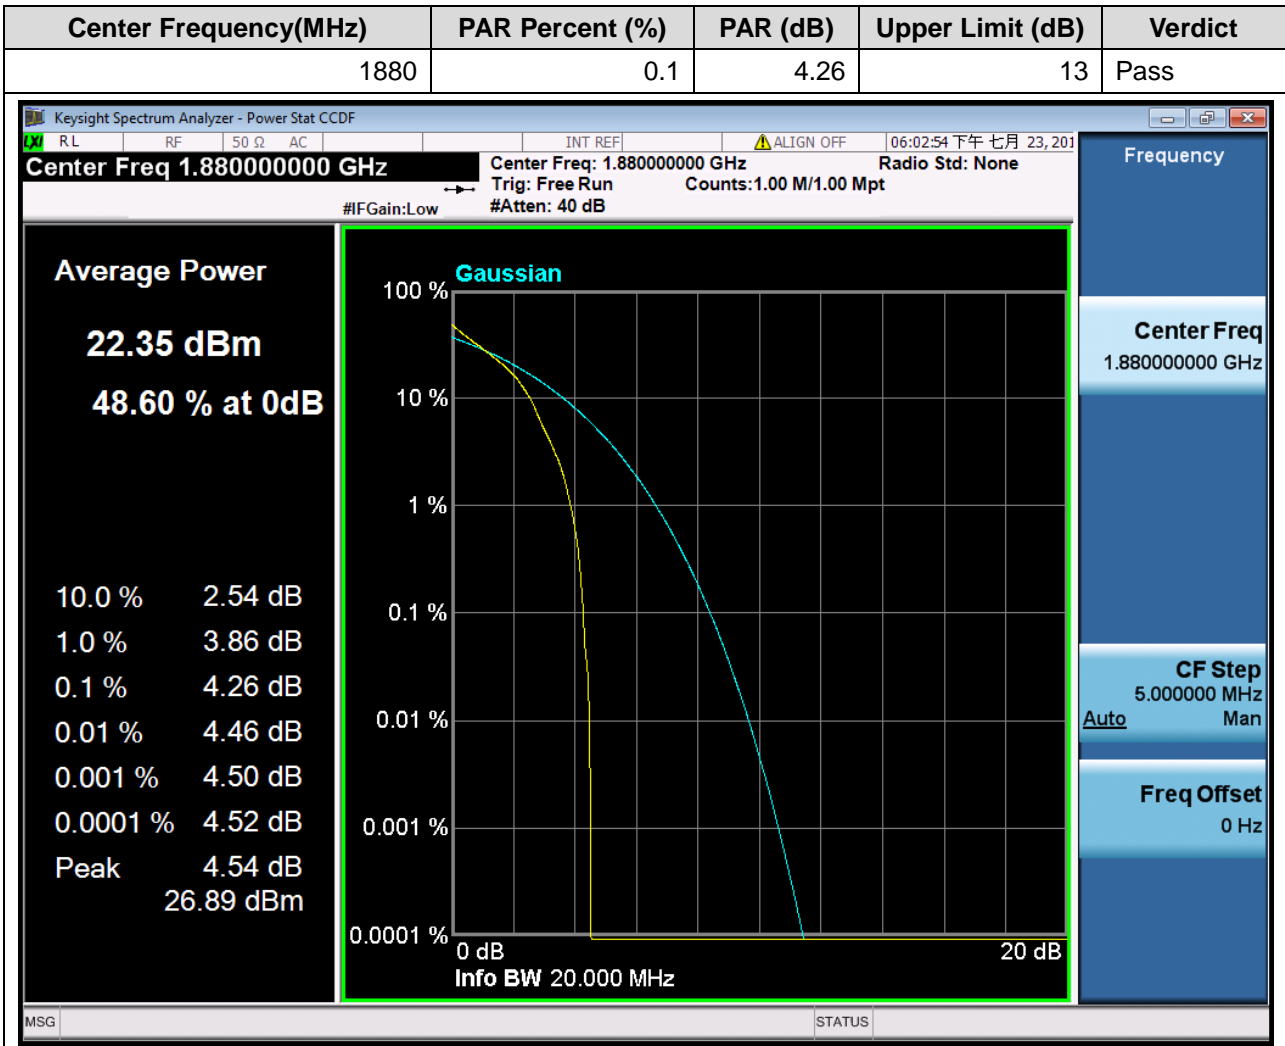 Center Frequency(MHz) PAR Percent (%) PAR (dB) Upper Limit (dB) Verdict
1880 0.1 4.26 13 Pass
Keysight Spectrum Analyzer - Power Stat CCDF
LXI RL RF 50 Ω AC INT REF ALIGN OFF 06:02:54 下午 七月 23, 201
Center Freq 1.880000000 GHz
Center Freq: 1.880000000 GHz Radio Std: None
Trig: Free Run Counts:1.00 M/1.00 Mpt
#IFGain:Low #Atten: 40 dB
Frequency
Average Power
22.35 dBm
48.60 % at 0dB
10.0 % 2.54 dB
1.0 % 3.86 dB
0.1 % 4.26 dB
0.01 % 4.46 dB
0.001 % 4.50 dB
0.0001 % 4.52 dB
Peak 4.54 dB
26.89 dBm
Gaussian
100 %
10 %
1 %
0.1 %
0.01 %
0.001 %
0.0001 %
0 dB 20 dB
Info BW 20.000 MHz
Center Freq
1.880000000 GHz
CF Step
5.000000 MHz
Auto Man
Freq Offset
0 Hz
MSG STATUS